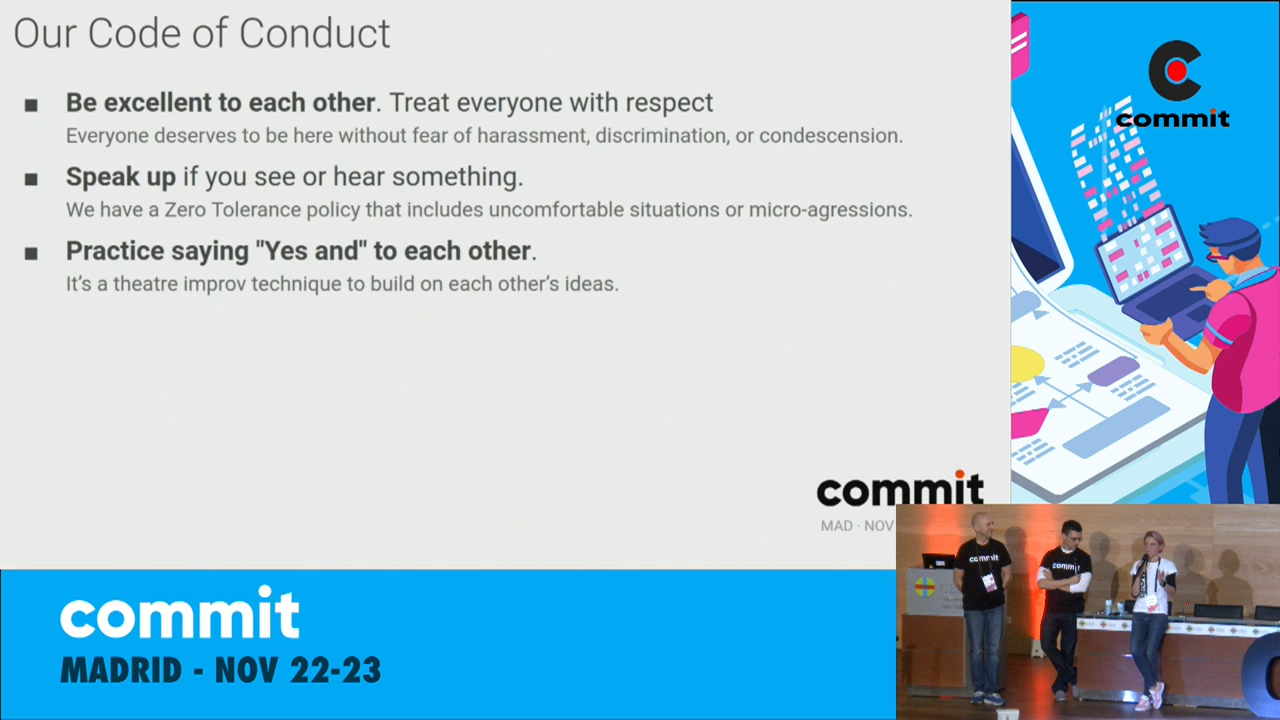 Our Code of Conduct
■ Be excellent to each other. Treat everyone with respect
Everyone deserves to be here without fear of harassment, discrimination, or condescension.
■ Speak up if you see or hear something.
We have a Zero Tolerance policy that includes uncomfortable situations or micro-agressions.
■ Practice saying "Yes and" to each other.
It’s a theatre improv technique to build on each other’s ideas.
commit
MAD · NOV
commit
MADRID - NOV 22-23
commit
commit
commit